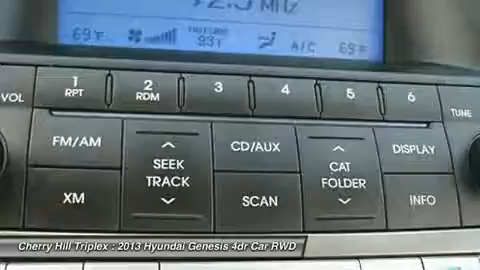 MHz
69°F 93°F A/C 69°F
VOL 1 RPT 2 RDM 3 4 5 6 TUNE
FM/AM SEEK TRACK CD/AUX CAT FOLDER DISPLAY
XM SCAN INFO
Cherry Hill Triplex : 2013 Hyundai Genesis 4dr Car RWD